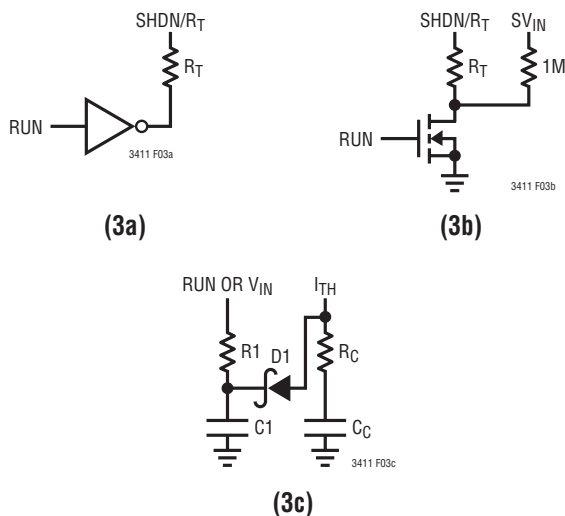 SHDN/RT
RT
RUN
3411 F03a
(3a)
SHDN/RT
SVIN
RT
1M
RUN
3411 F03b
(3b)
RUN OR VIN
ITH
R1
D1
RC
C1
CC
3411 F03c
(3c)